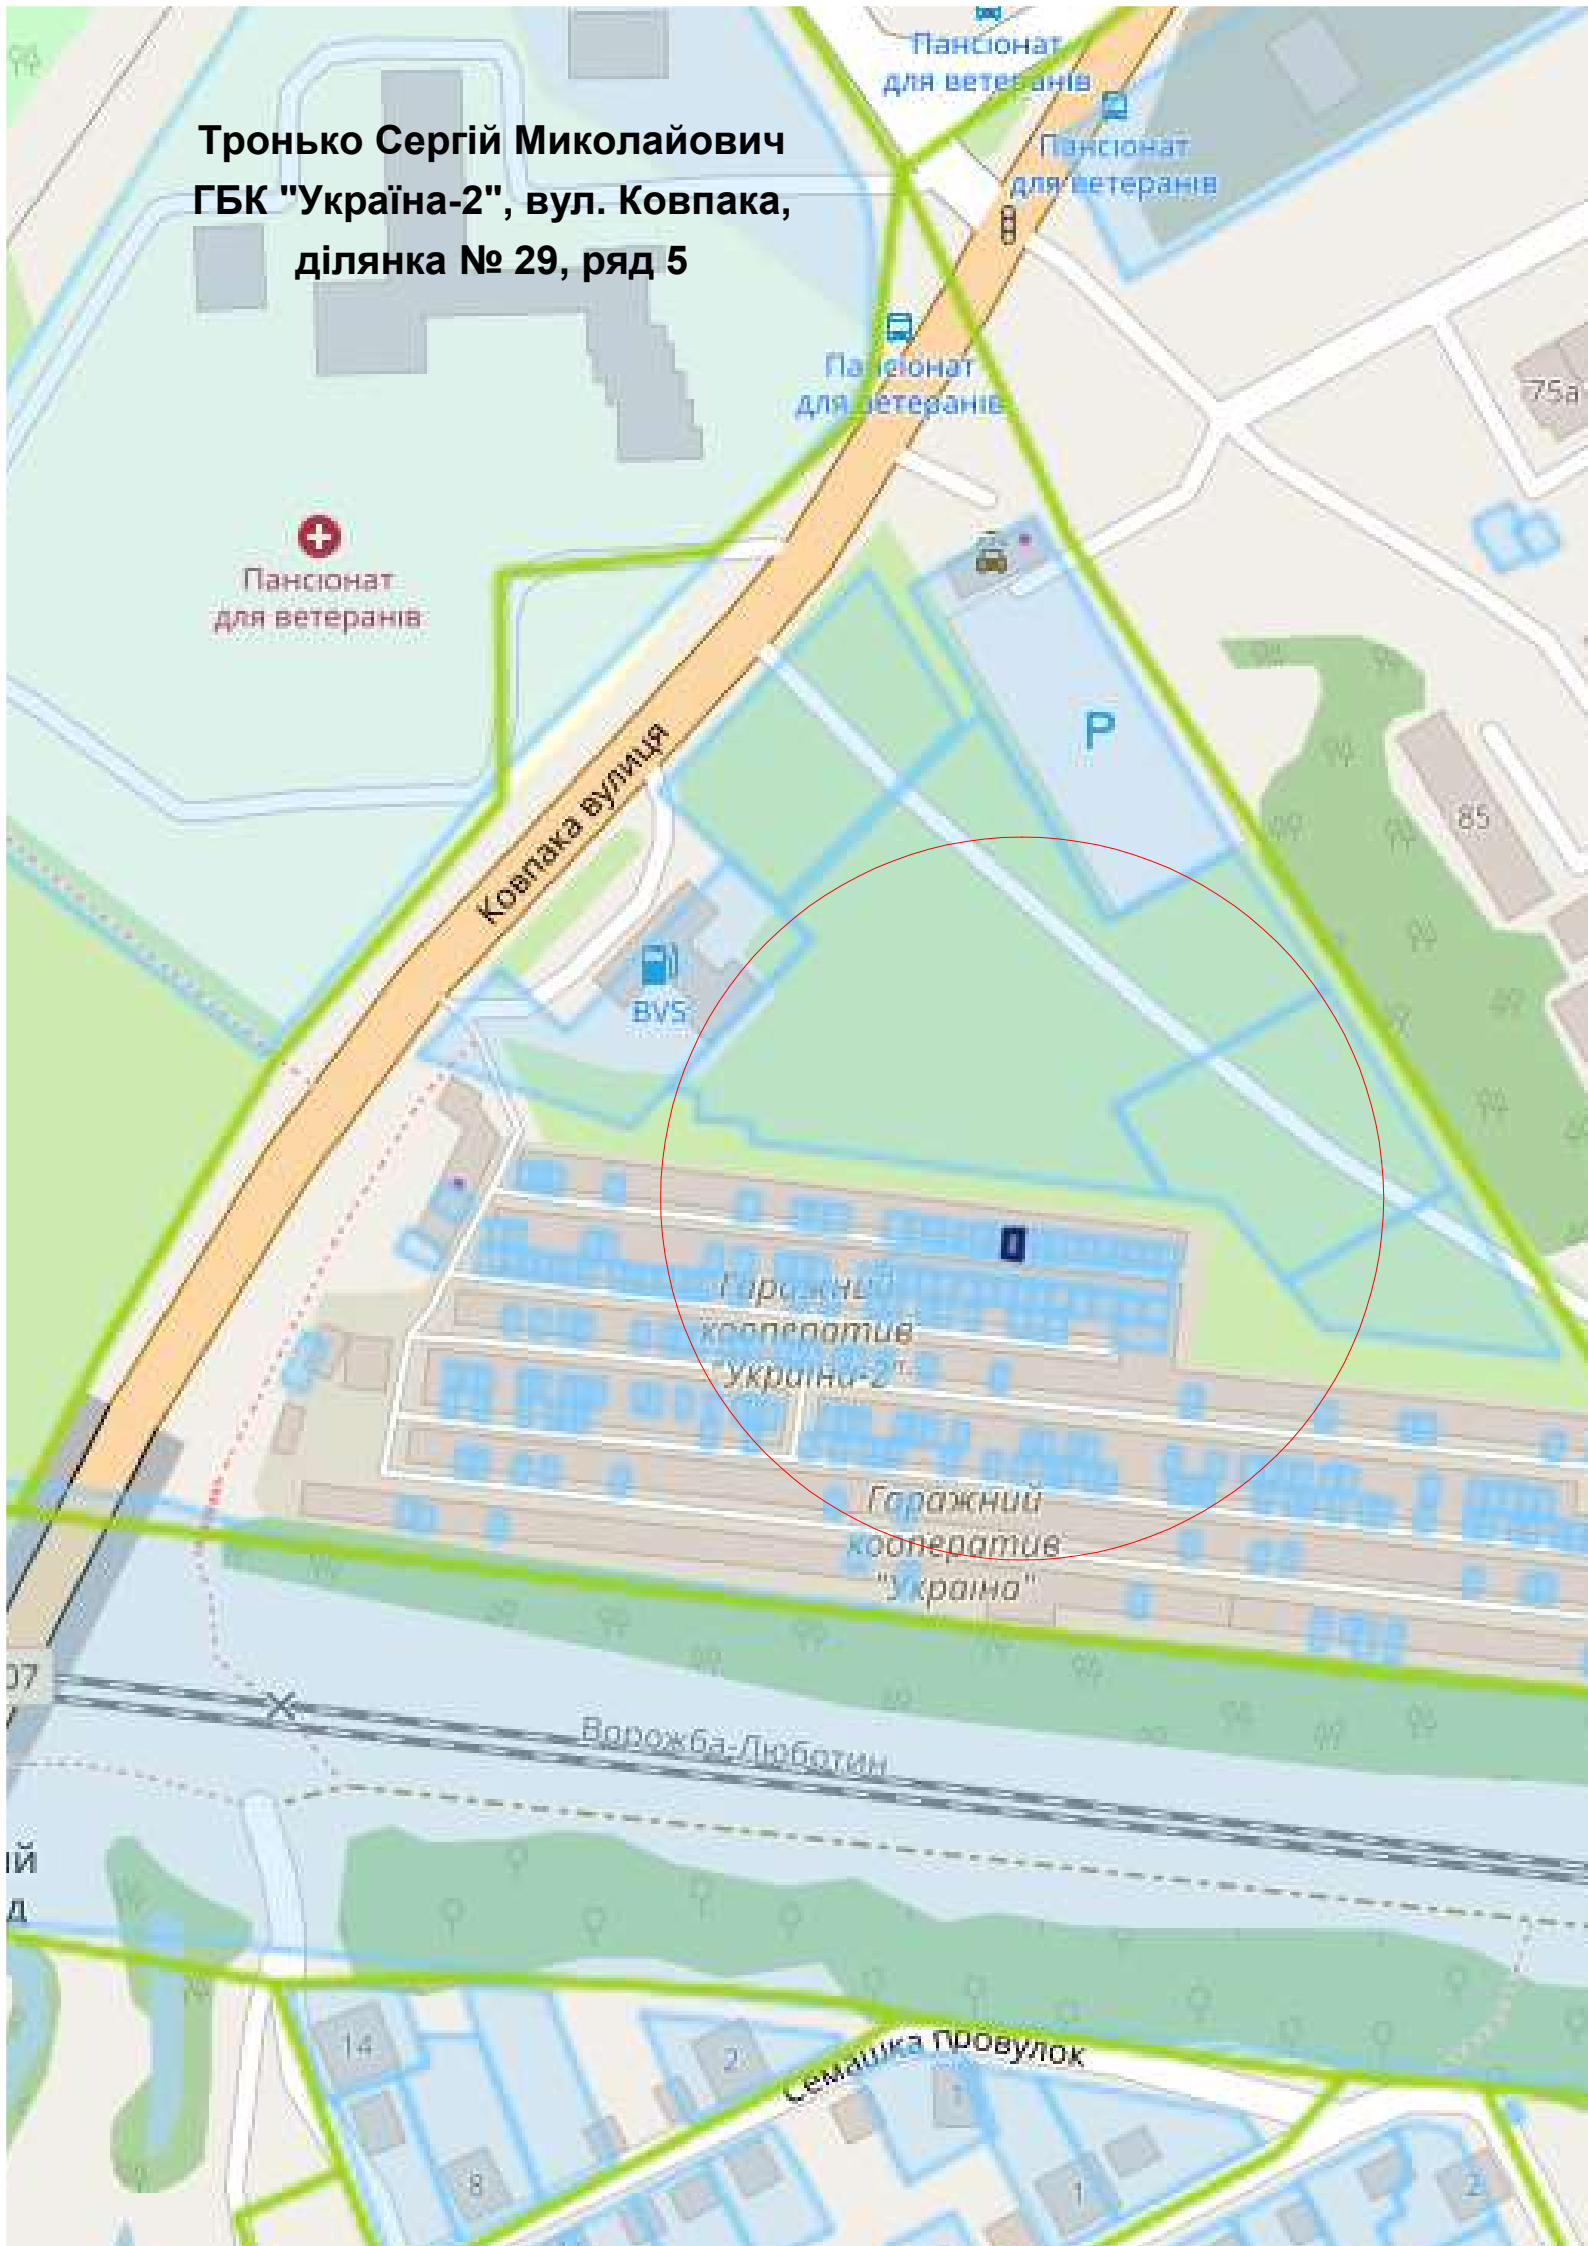 Пансіонат
для ветеранів
Пансіонат
для ветеранів
Тронько Сергій Миколайович
ГБК "Україна-2", вул. Ковпака,
ділянка № 29, ряд 5
Пансіонат
для ветеранів
75а
Пансіонат
для ветеранів
P
Ковпака вулиця
85
BVS
Гаражний
кооператив
"Україна-2"
Гаражний
кооператив
"Україна"
07
Ворожба-Люботин
ий
д
14
2
Семашка провулок
1
8
1
2